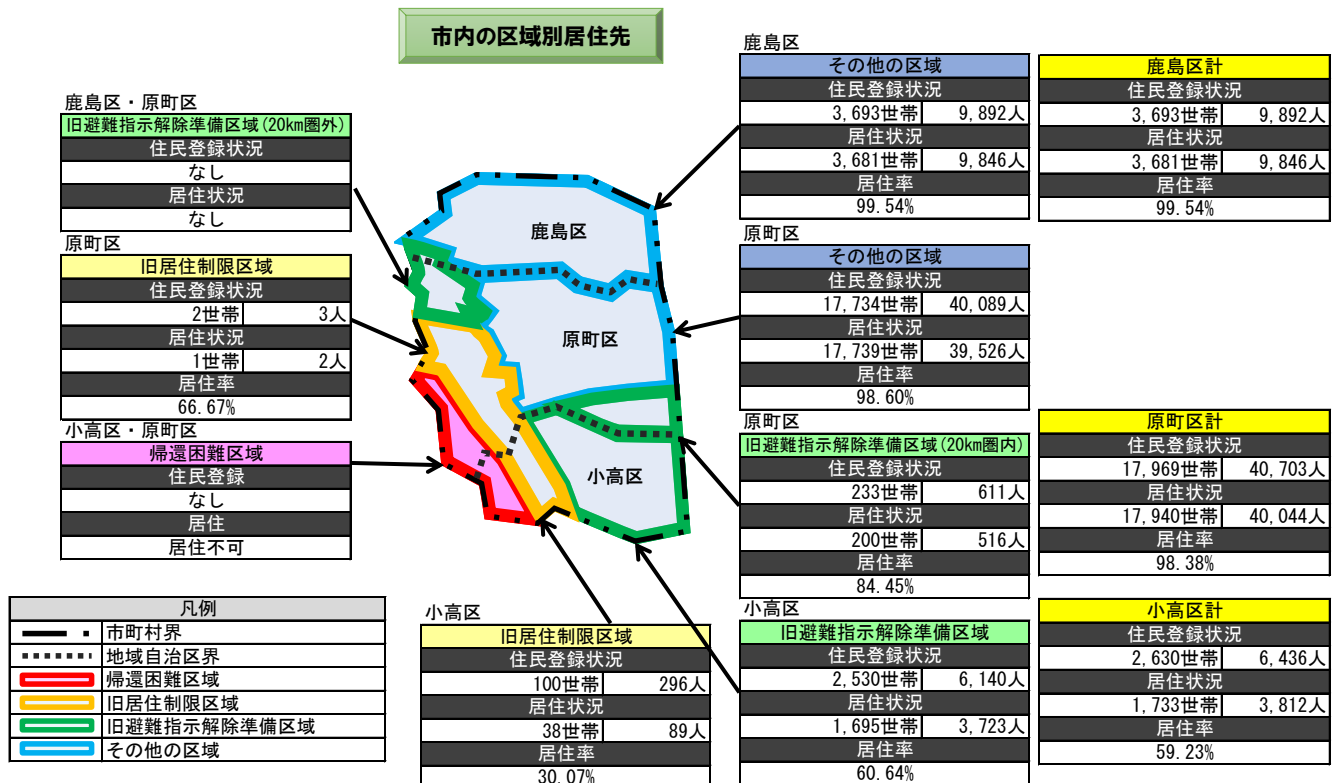 市内の区域別居住先
鹿島区・原町区
旧避難指示解除準備区域(20km圏外)
住民登録状況
なし
居住状況
なし
原町区
旧居住制限区域
住民登録状況
2世帯 3人
居住状況
1世帯 2人
居住率
66.67%
小高区・原町区
帰還困難区域
住民登録
なし
居住
居住不可
鹿島区
原町区
小高区
鹿島区
その他の区域
住民登録状況
3,693世帯 9,892人
居住状況
3,681世帯 9,846人
居住率
99.54%
鹿島区計
住民登録状況
3,693世帯 9,892人
居住状況
3,681世帯 9,846人
居住率
99.54%
原町区
その他の区域
住民登録状況
17,734世帯 40,089人
居住状況
17,739世帯 39,526人
居住率
98.60%
原町区
旧避難指示解除準備区域(20km圏内)
住民登録状況
233世帯 611人
居住状況
200世帯 516人
居住率
84.45%
原町区計
住民登録状況
17,969世帯 40,703人
居住状況
17,940世帯 40,044人
居住率
98.38%
凡例
市町村界
地域自治区界
帰還困難区域
旧居住制限区域
旧避難指示解除準備区域
その他の区域
小高区
旧居住制限区域
住民登録状況
100世帯 296人
居住状況
38世帯 89人
居住率
30.07%
小高区
旧避難指示解除準備区域
住民登録状況
2,530世帯 6,140人
居住状況
1,695世帯 3,723人
居住率
60.64%
小高区計
住民登録状況
2,630世帯 6,436人
居住状況
1,733世帯 3,812人
居住率
59.23%